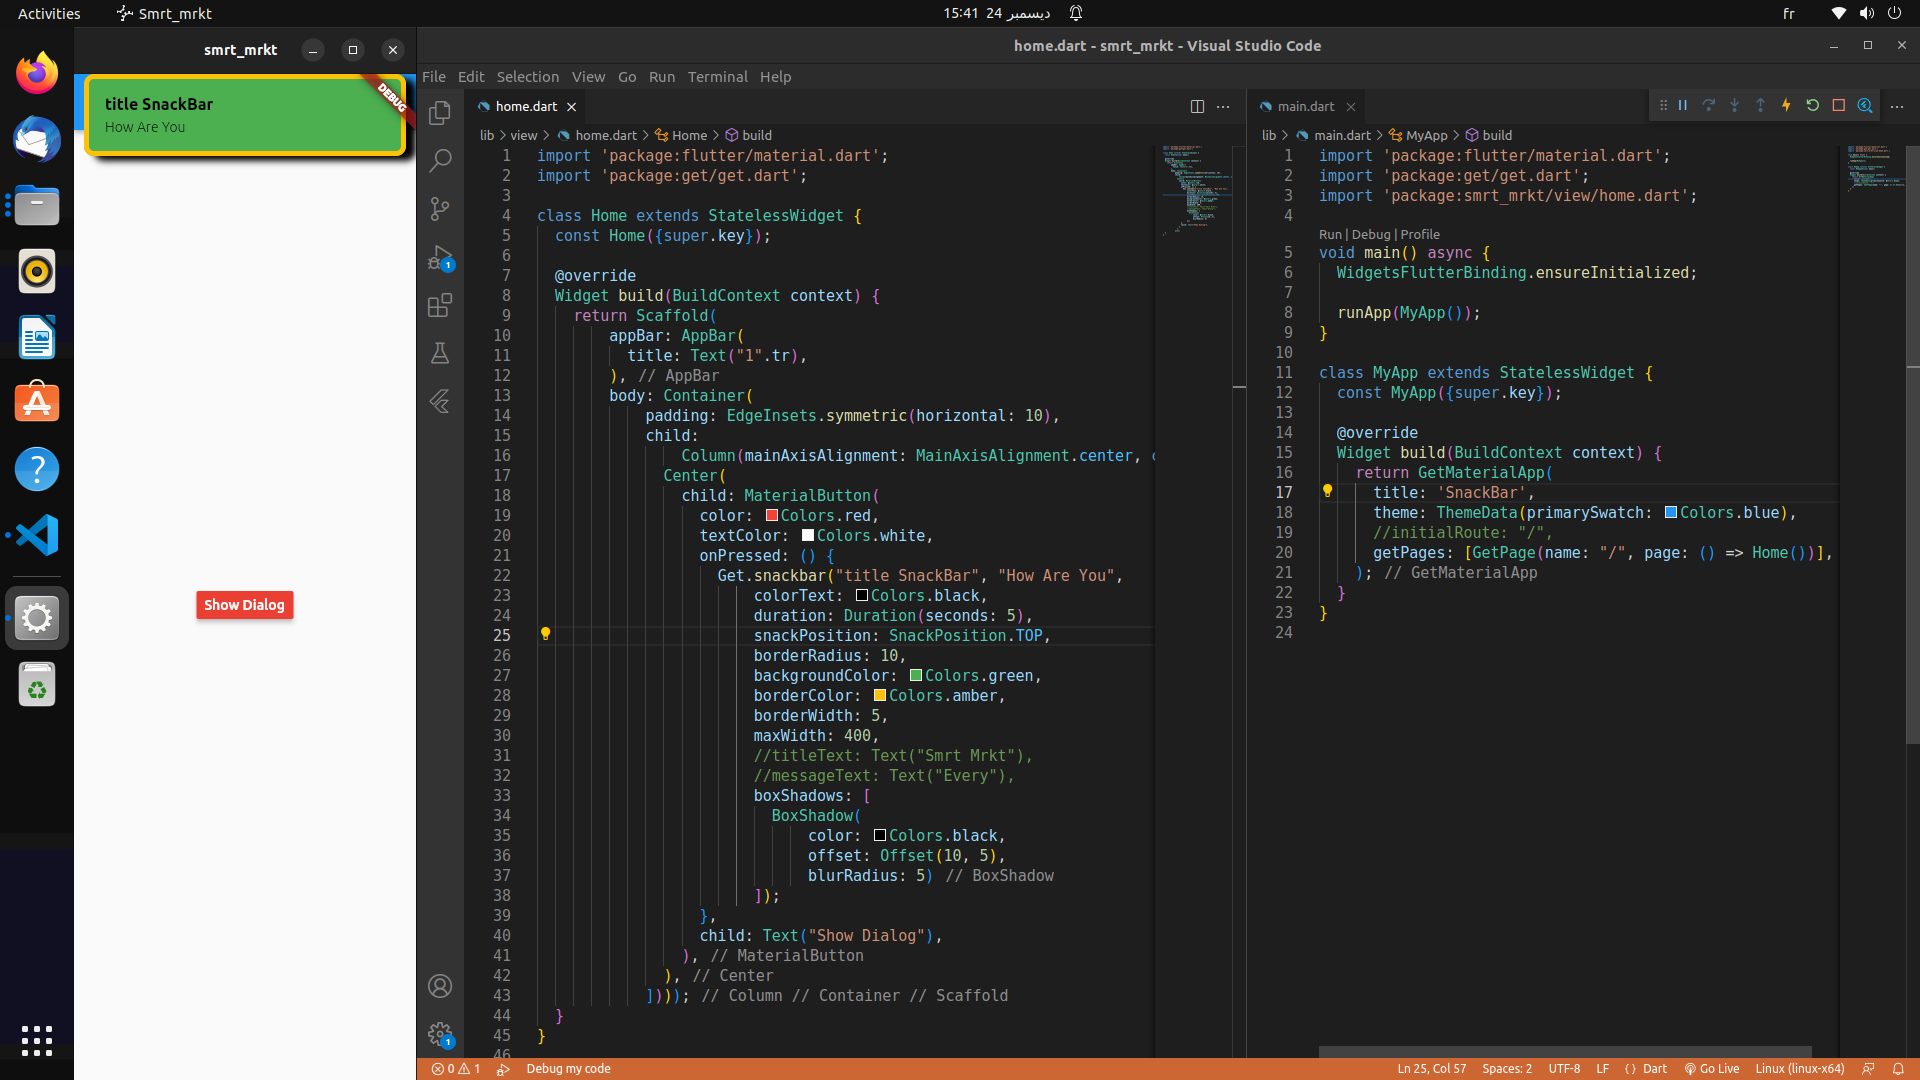 Activities
Smrt_mrkt
15:41 24 ديسمبر
fr
smrt_mrkt
title SnackBar
How Are You
DEBUG
Show Dialog
home.dart - smrt_mrkt - Visual Studio Code
File Edit Selection View Go Run Terminal Help
home.dart
lib > view > home.dart > Home > build
1 import 'package:flutter/material.dart';
2 import 'package:get/get.dart';
3
4 class Home extends StatelessWidget {
5 const Home({super.key});
6
7 @override
8 Widget build(BuildContext context) {
9 return Scaffold(
10 appBar: AppBar(
11 title: Text("1".tr),
12 ), // AppBar
13 body: Container(
14 padding: EdgeInsets.symmetric(horizontal: 10),
15 child:
16 Column(mainAxisAlignment: MainAxisAlignment.center,
17 Center(
18 child: MaterialButton(
19 color: Colors.red,
20 textColor: Colors.white,
21 onPressed: () {
22 Get.snackbar("title SnackBar", "How Are You",
23 colorText: Colors.black,
24 duration: Duration(seconds: 5),
25 snackPosition: SnackPosition.TOP,
26 borderRadius: 10,
27 backgroundColor: Colors.green,
28 borderColor: Colors.amber,
29 borderWidth: 5,
30 maxWidth: 400,
31 //titleText: Text("Smrt Mrkt"),
32 //messageText: Text("Every"),
33 boxShadows: [
34 BoxShadow(
35 color: Colors.black,
36 offset: Offset(10, 5),
37 blurRadius: 5) // BoxShadow
38 ]);
39 },
40 child: Text("Show Dialog"),
41 ), // MaterialButton
42 ), // Center
43 ]))); // Column // Container // Scaffold
44 }
45 }
46
main.dart
lib > main.dart > MyApp > build
1 import 'package:flutter/material.dart';
2 import 'package:get/get.dart';
3 import 'package:smrt_mrkt/view/home.dart';
4
Run | Debug | Profile
5 void main() async {
6 WidgetsFlutterBinding.ensureInitialized;
7
8 runApp(MyApp());
9 }
10
11 class MyApp extends StatelessWidget {
12 const MyApp({super.key});
13
14 @override
15 Widget build(BuildContext context) {
16 return GetMaterialApp(
17 title: 'SnackBar',
18 theme: ThemeData(primarySwatch: Colors.blue),
19 //initialRoute: "/",
20 getPages: [GetPage(name: "/", page: () => Home())],
21 ); // GetMaterialApp
22 }
23 }
24
1
1
0 1 Debug my code
Ln 25, Col 57 Spaces: 2 UTF-8 LF {} Dart Go Live Linux (linux-x64)